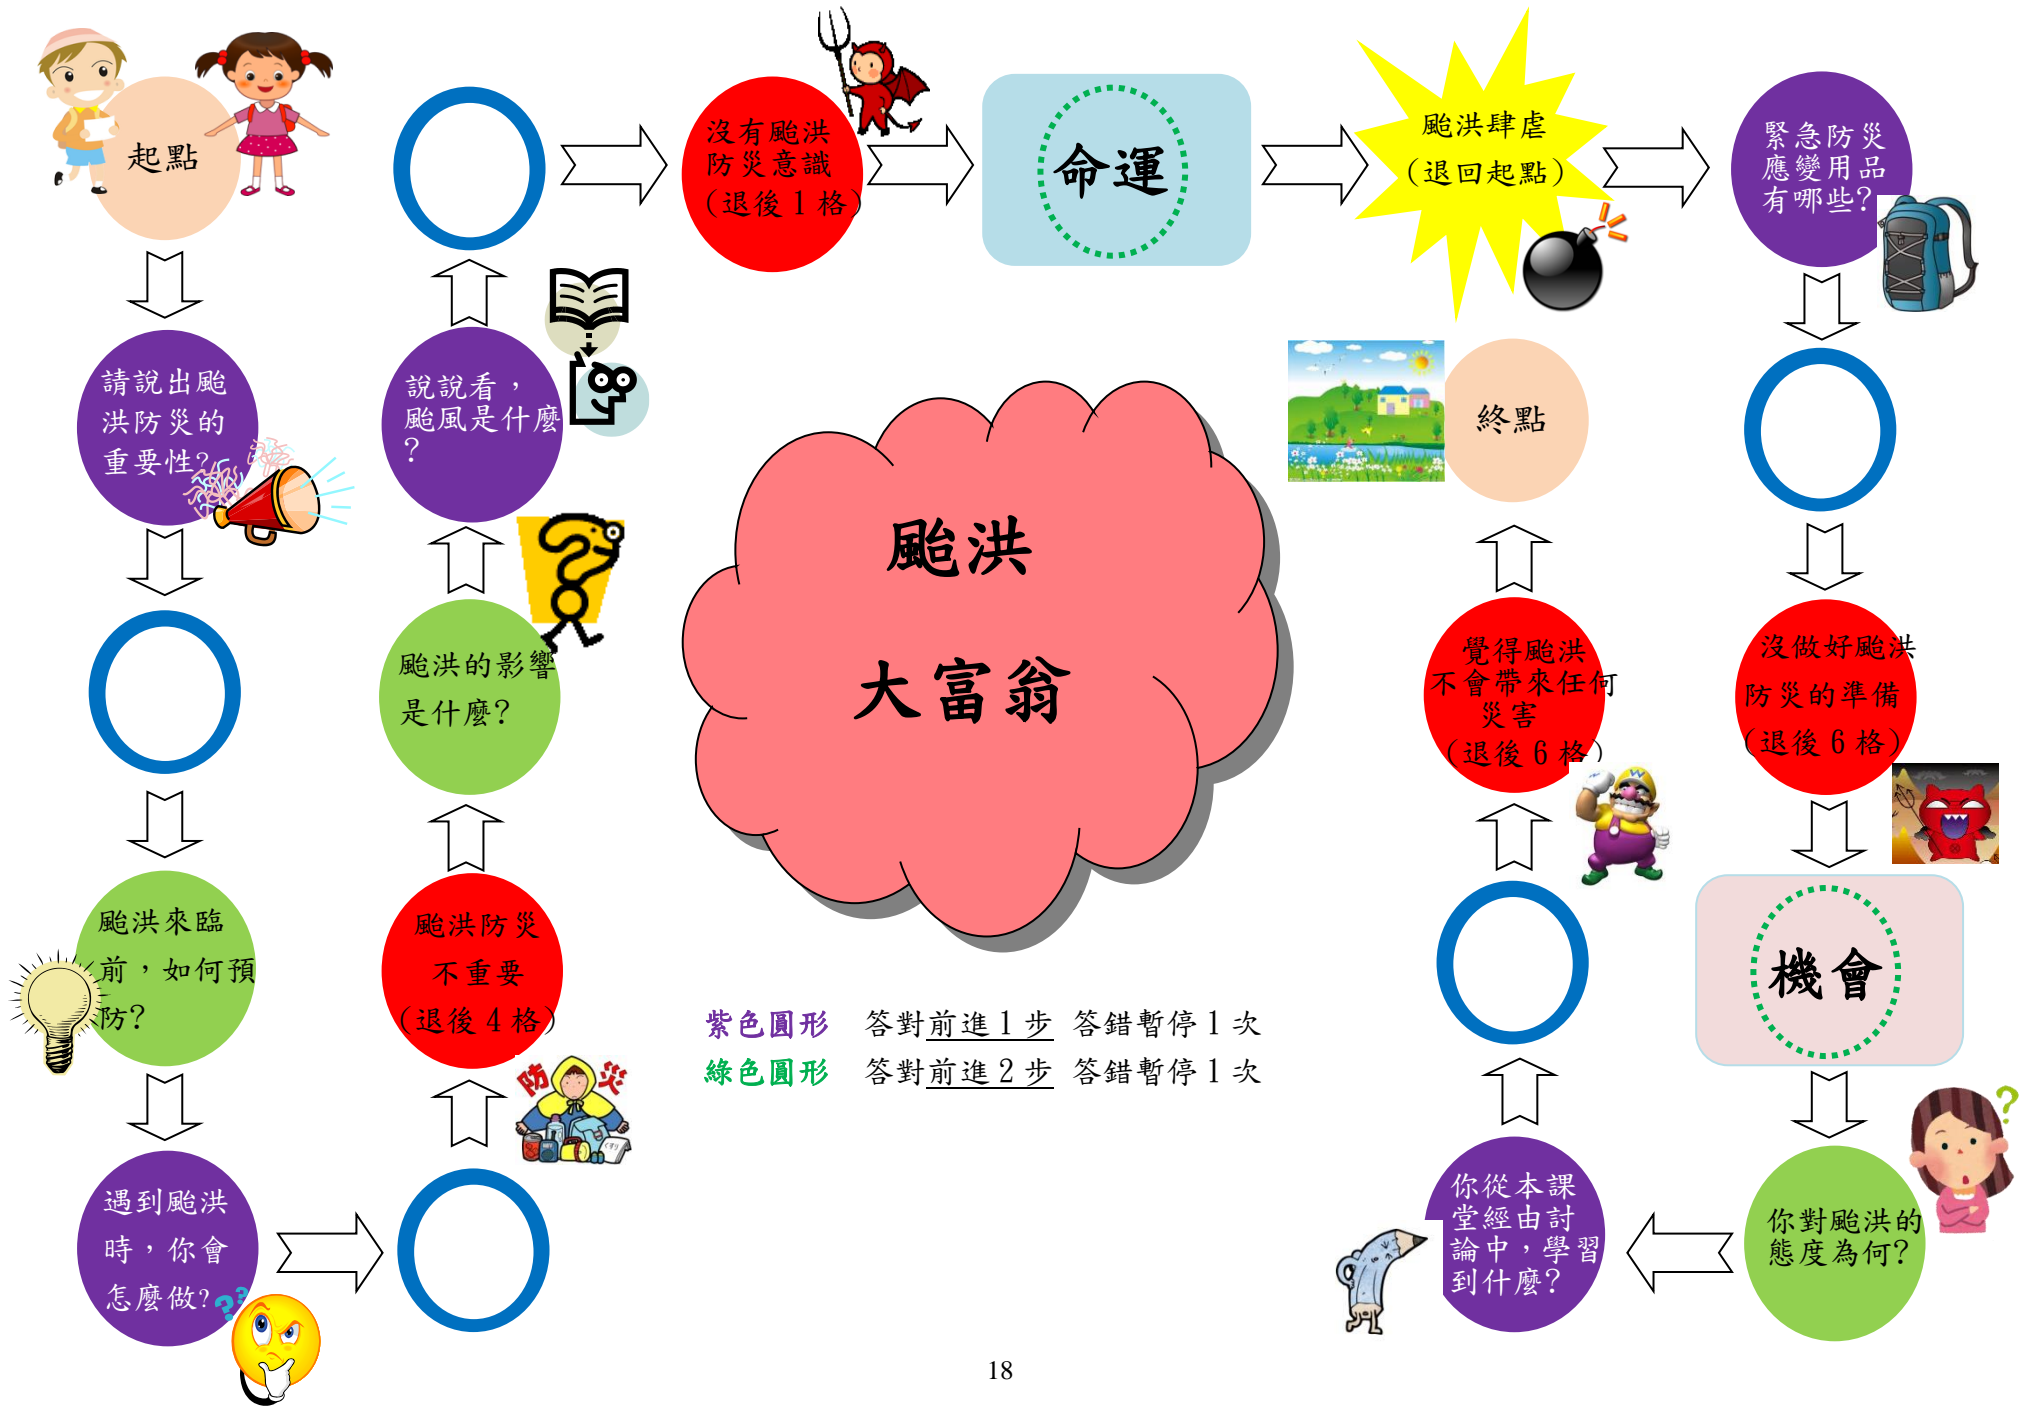 起點
請說出颱
洪防災的
重要性?
颱洪來臨
前，如何預
防?
遇到颱洪
時，你會
怎麼做?
??
防 災
颱洪防災
不重要
(退後 4 格)
颱洪的影響
是什麼?
說說看，
颱風是什麼
?
沒有颱洪
防災意識
(退後 1 格)
命運
颱洪肆虐
(退回起點)
緊急防災
應變用品
有哪些?
沒做好颱洪
防災的準備
(退後 6 格)
機會
?
你對颱洪的
態度為何?
你從本課
堂經由討
論中，學習
到什麼?
覺得颱洪
不會帶來任何
災害
(退後 6 格)
終點
颱洪
大富翁
紫色圓形 答對前進 1 步 答錯暫停 1 次
綠色圓形 答對前進 2 步 答錯暫停 1 次
18